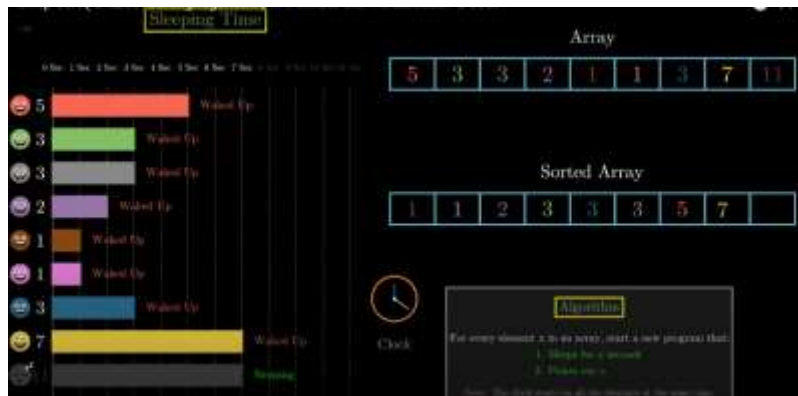 Sleeping Time
0 Sec 1 Sec 2 Sec 3 Sec 4 Sec 5 Sec 6 Sec 7 Sec
5 Waked Up
3 Waked Up
3 Waked Up
2 Waked Up
1 Waked Up
1 Waked Up
3 Waked Up
7 Waked Up
Sleeping
Array
5 3 3 2 1 1 3 7 11
Sorted Array
1 1 2 3 3 3 5 7
Clock
Algorithm
For every element x in an array, start a new program that:
1. Sleeps for x seconds
2. Prints out x